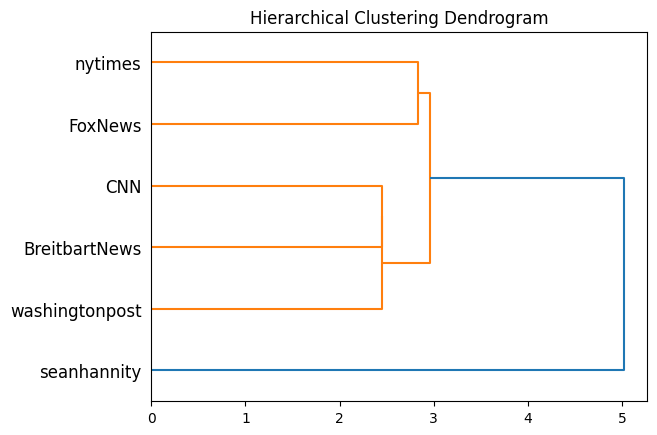 Hierarchical Clustering Dendrogram
nytimes
FoxNews
CNN
BreitbartNews
washingtonpost
seanhannity
0 1 2 3 4 5